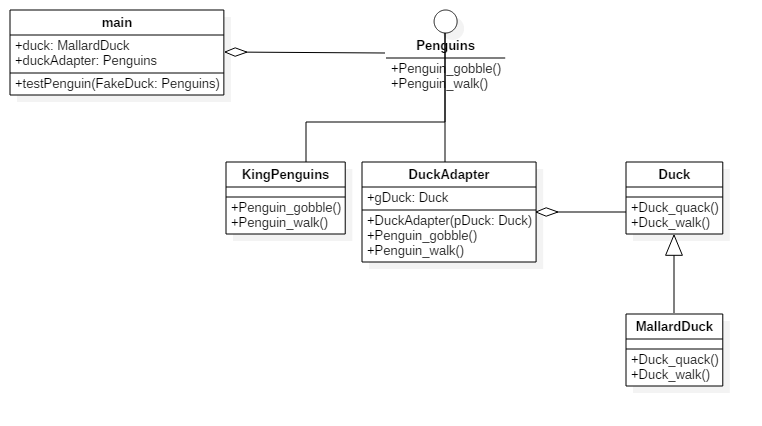 main
+duck: MallardDuck
+duckAdapter: Penguins
+testPenguin(FakeDuck: Penguins)
Penguins
+Penguin_gobble()
+Penguin_walk()
KingPenguins
+Penguin_gobble()
+Penguin_walk()
DuckAdapter
+gDuck: Duck
+DuckAdapter(pDuck: Duck)
+Penguin_gobble()
+Penguin_walk()
Duck
+Duck_quack()
+Duck_walk()
MallardDuck
+Duck_quack()
+Duck_walk()